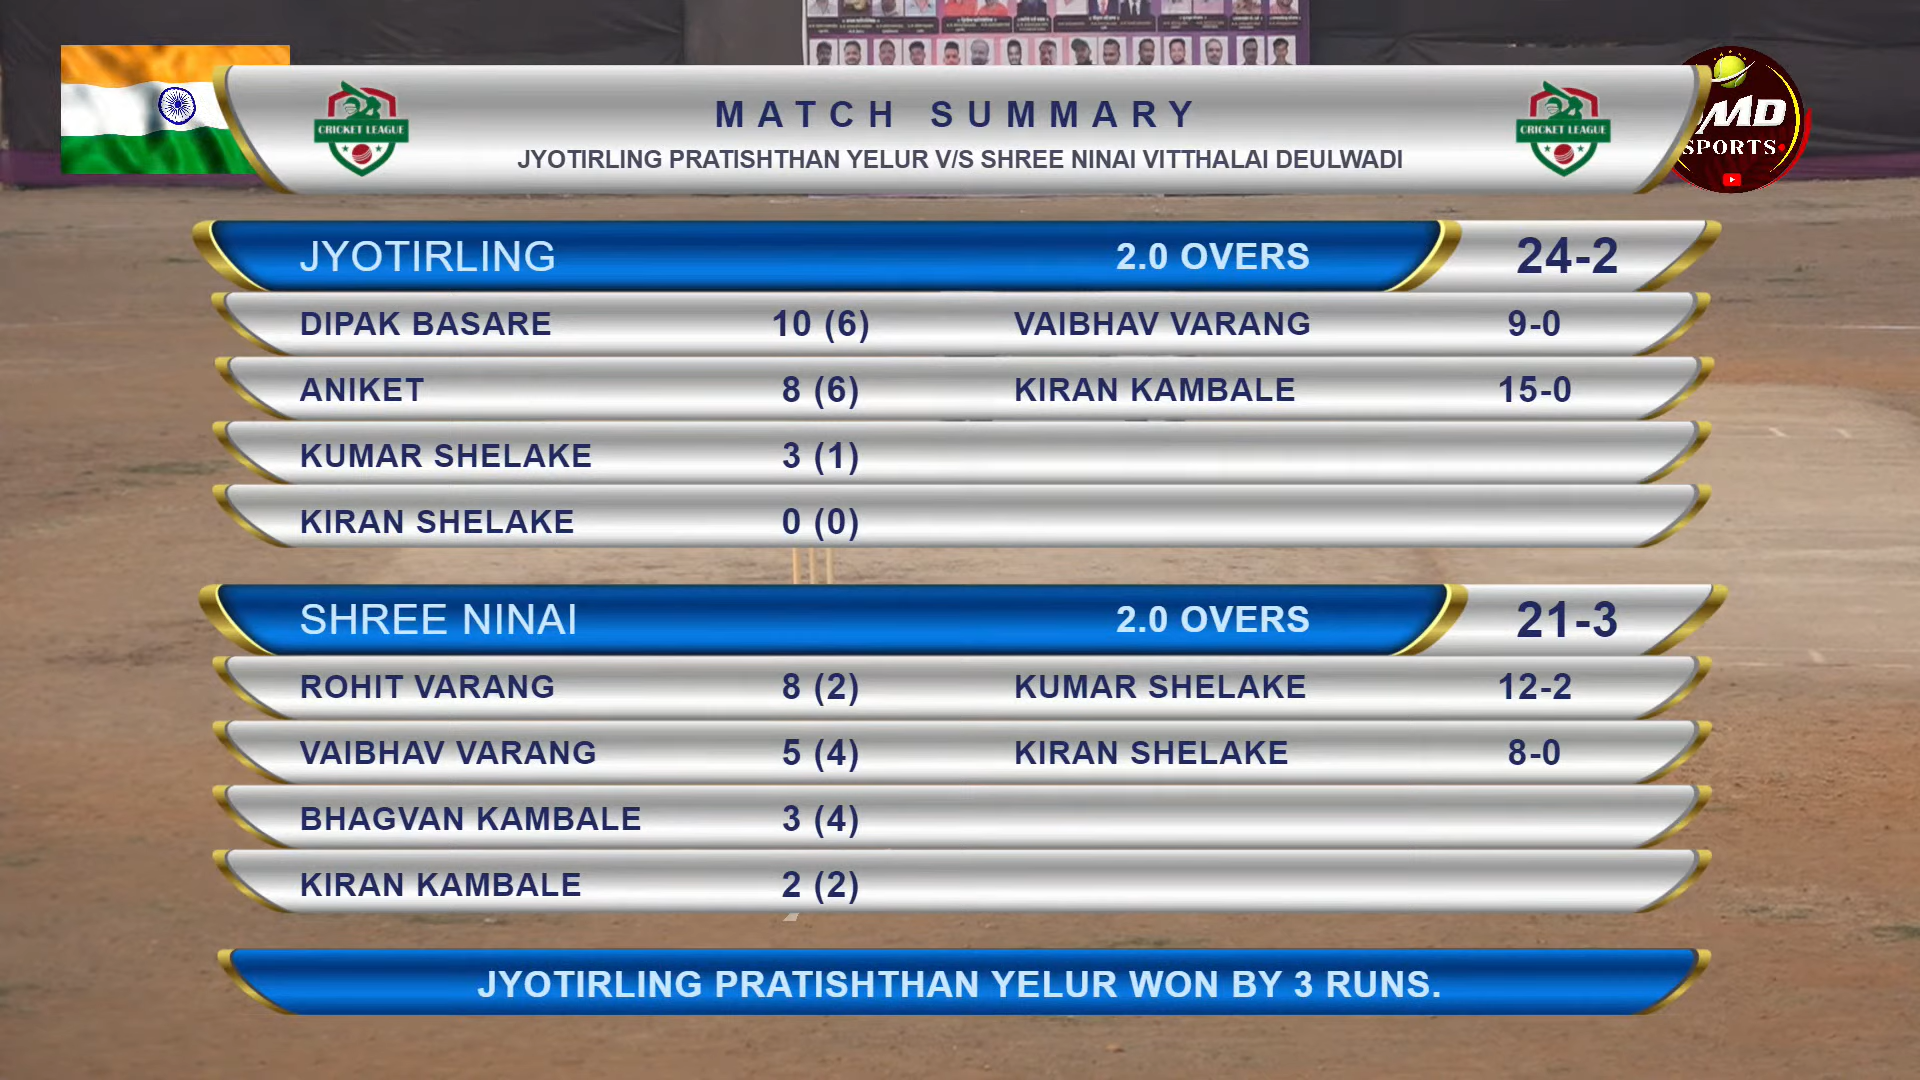 MATCH SUMMARY
JYOTIRLING PRATISHTHAN YELUR V/S SHREE NINAI VITTHALAI DEULWADI
CRICKET LEAGUE
CRICKET LEAGUE
MD
SPORTS
JYOTIRLING 2.0 OVERS 24-2
DIPAK BASARE 10 (6) VAIBHAV VARANG 9-0
ANIKET 8 (6) KIRAN KAMBALE 15-0
KUMAR SHELAKE 3 (1)
KIRAN SHELAKE 0 (0)
SHREE NINAI 2.0 OVERS 21-3
ROHIT VARANG 8 (2) KUMAR SHELAKE 12-2
VAIBHAV VARANG 5 (4) KIRAN SHELAKE 8-0
BHAGVAN KAMBALE 3 (4)
KIRAN KAMBALE 2 (2)
JYOTIRLING PRATISHTHAN YELUR WON BY 3 RUNS.